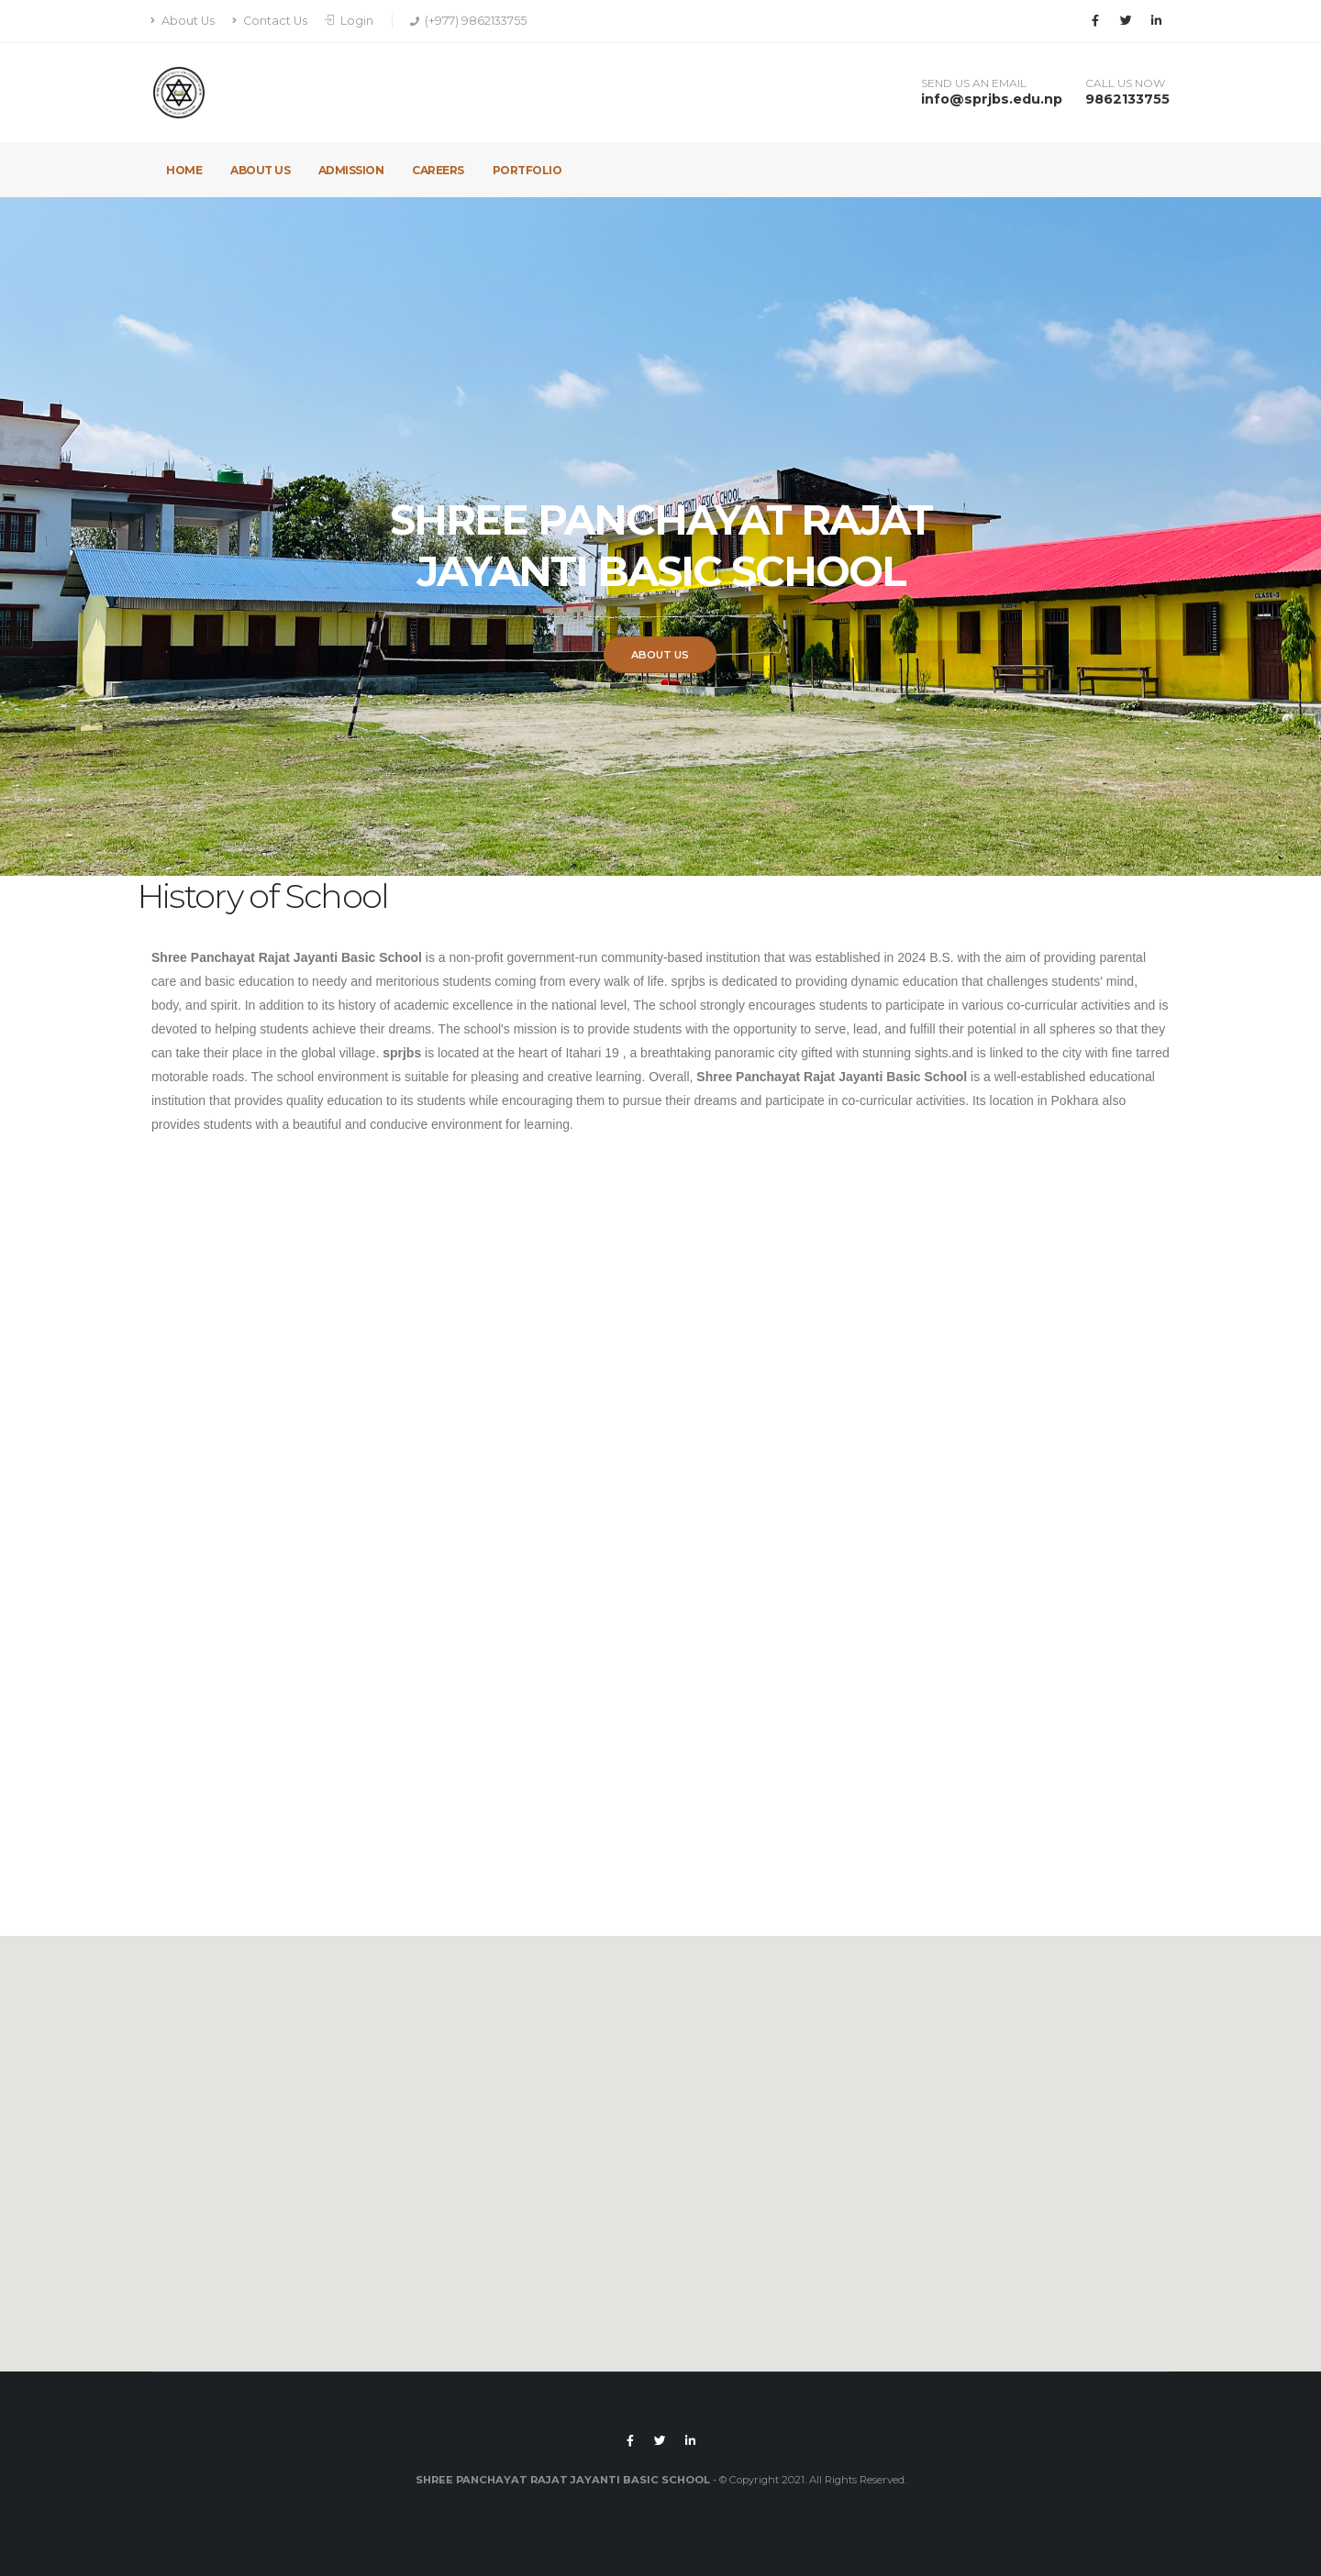 About Us Contact Us Login (+977) 9862133755
SEND US AN EMAIL
info@sprjbs.edu.np
CALL US NOW
9862133755
HOME ABOUT US ADMISSION CAREERS PORTFOLIO
SHREE PANCHAYAT RAJAT
JAYANTI BASIC SCHOOL
ABOUT US
CLASS-3
History of School
Shree Panchayat Rajat Jayanti Basic School is a non-profit government-run community-based institution that was established in 2024 B.S. with the aim of providing parental
care and basic education to needy and meritorious students coming from every walk of life. sprjbs is dedicated to providing dynamic education that challenges students' mind,
body, and spirit. In addition to its history of academic excellence in the national level, The school strongly encourages students to participate in various co-curricular activities and is
devoted to helping students achieve their dreams. The school's mission is to provide students with the opportunity to serve, lead, and fulfill their potential in all spheres so that they
can take their place in the global village. sprjbs is located at the heart of Itahari 19 , a breathtaking panoramic city gifted with stunning sights.and is linked to the city with fine tarred
motorable roads. The school environment is suitable for pleasing and creative learning. Overall, Shree Panchayat Rajat Jayanti Basic School is a well-established educational
institution that provides quality education to its students while encouraging them to pursue their dreams and participate in co-curricular activities. Its location in Pokhara also
provides students with a beautiful and conducive environment for learning.
SHREE PANCHAYAT RAJAT JAYANTI BASIC SCHOOL - © Copyright 2021. All Rights Reserved.